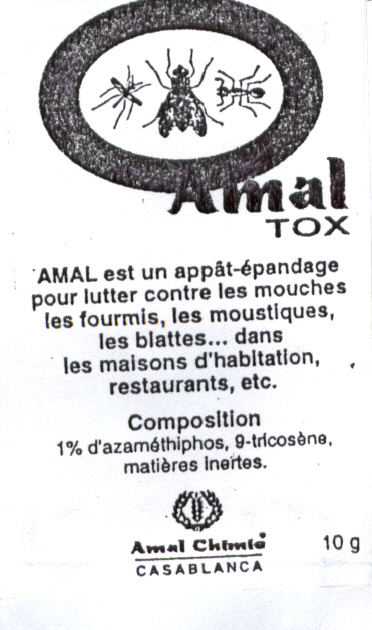 Amal
TOX
AMAL est un appât-épandage
pour lutter contre les mouches
les fourmis, les moustiques,
les blattes... dans
les maisons d'habitation,
restaurants, etc.
Composition
1% d'azaméthiphos, 9-tricosène,
matières inertes.
Amal Chimie
CASABLANCA
10 g